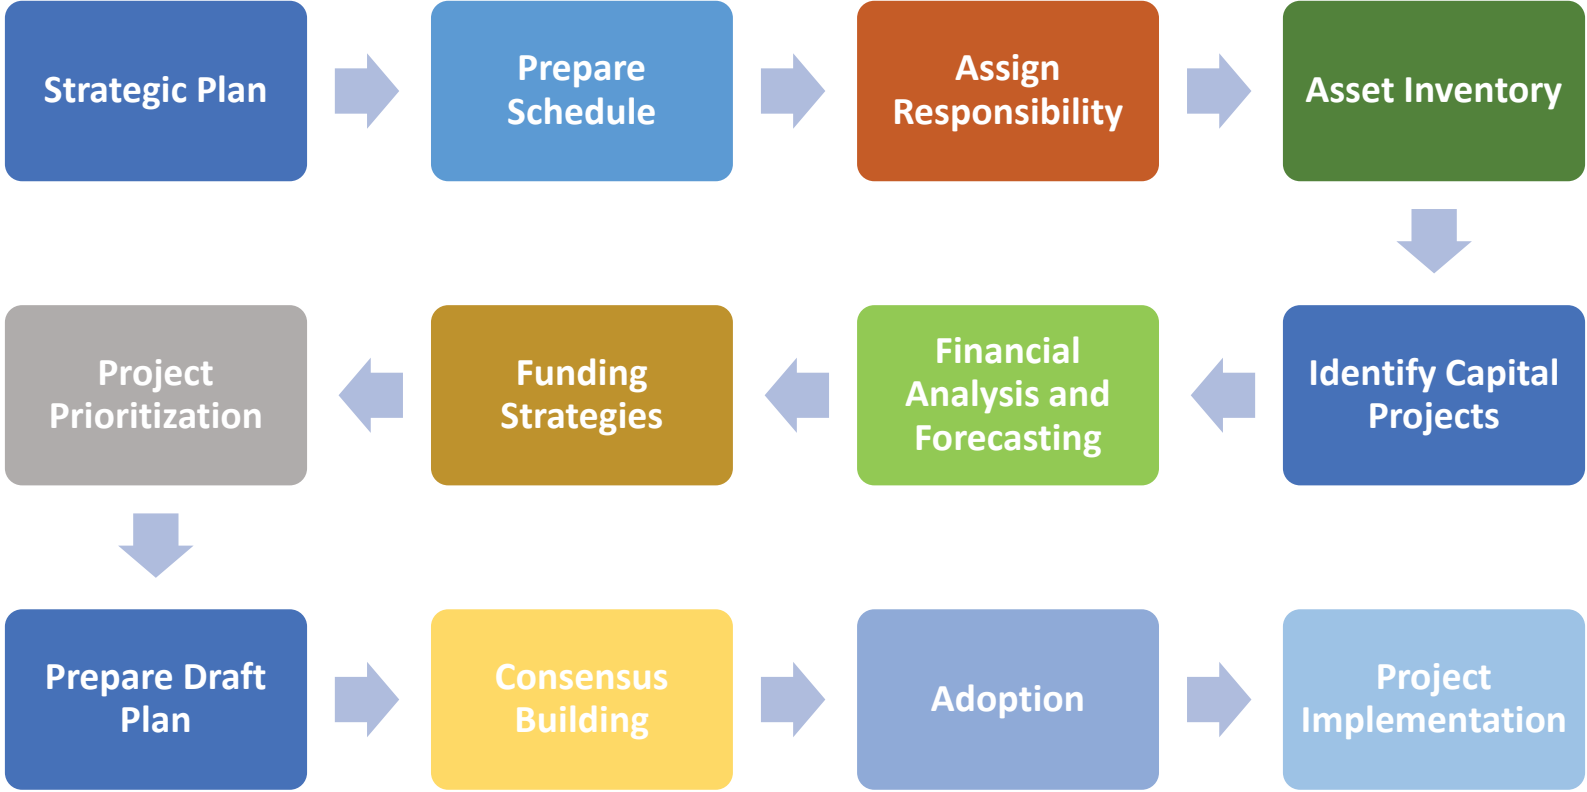 Strategic Plan
Prepare
Schedule
Assign
Responsibility
Asset Inventory
Identify Capital
Projects
Financial
Analysis and
Forecasting
Funding
Strategies
Project
Prioritization
Prepare Draft
Plan
Consensus
Building
Adoption
Project
Implementation